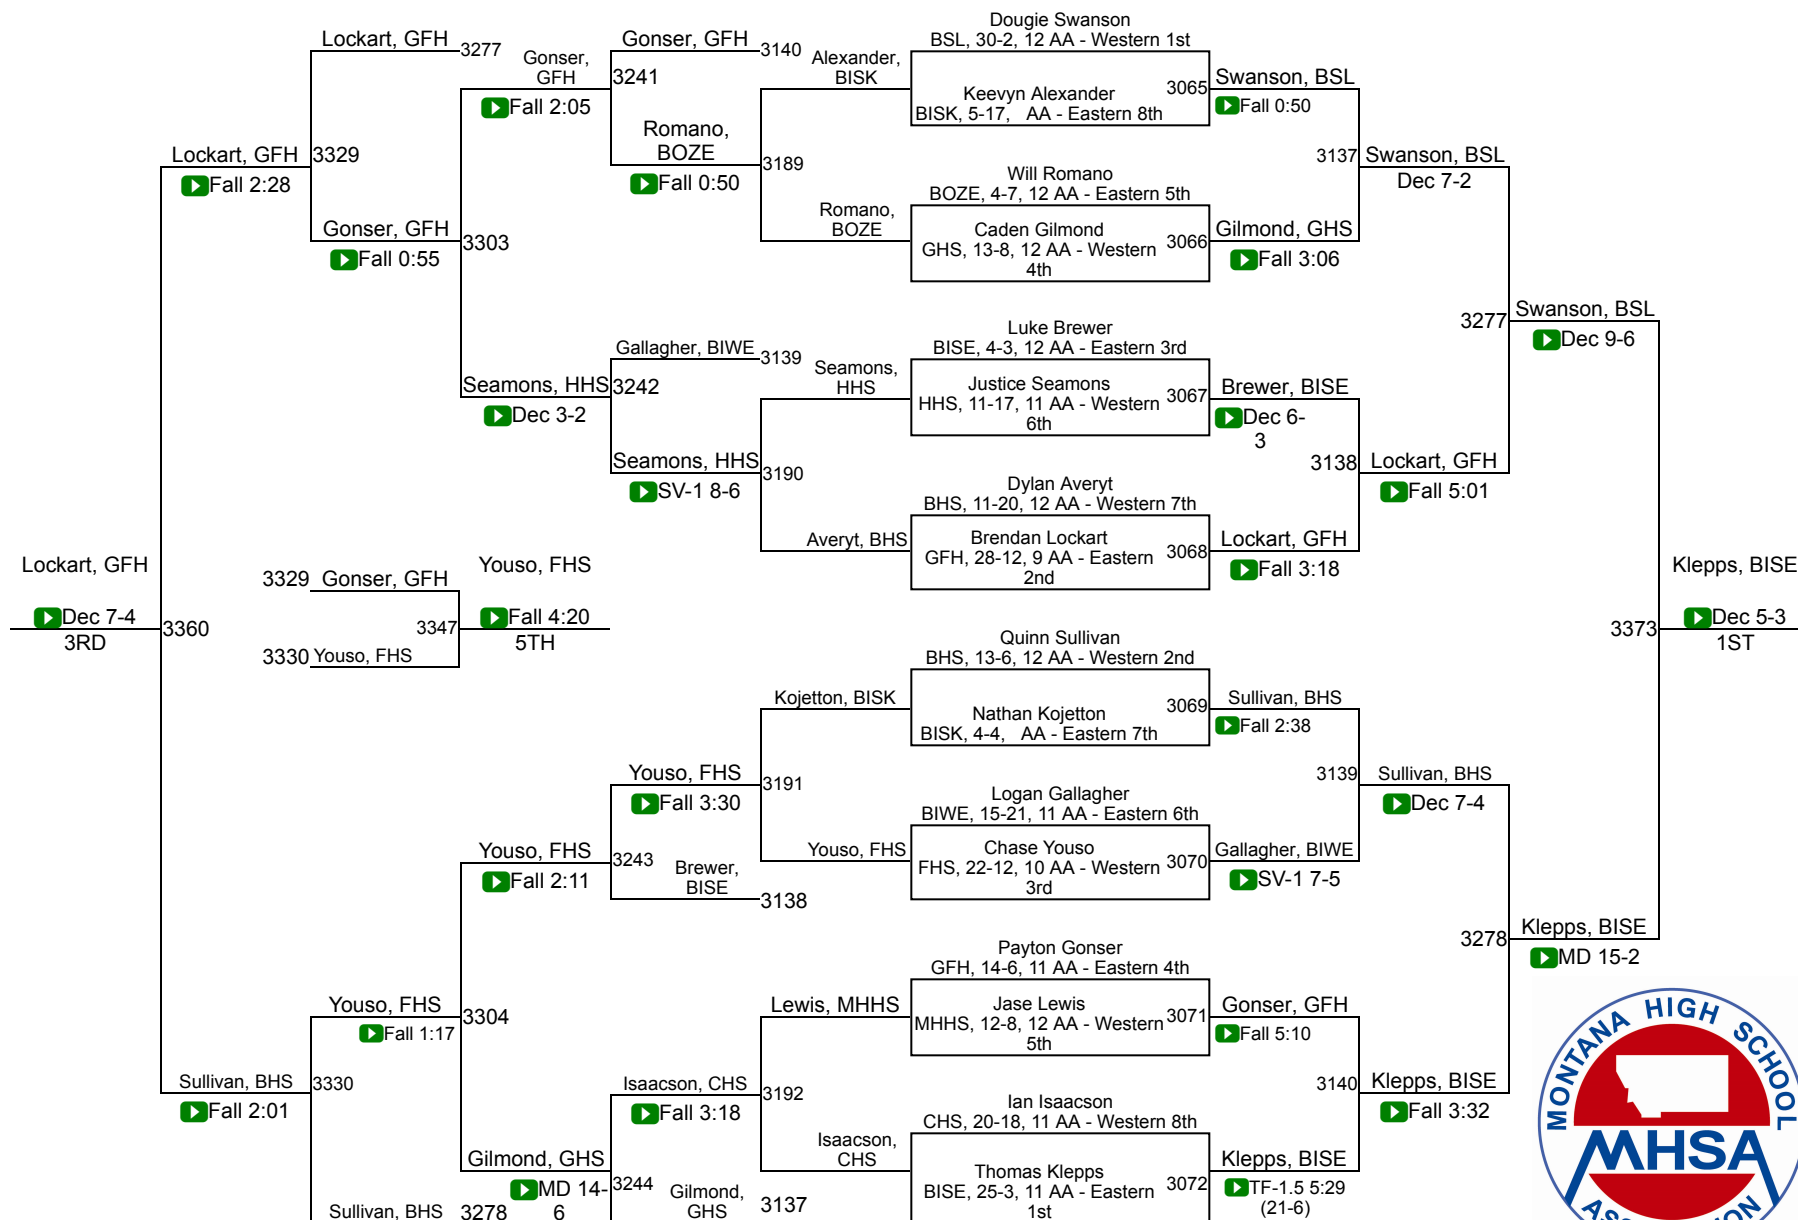 Lockart, GFH
3277
Gonser,
GFH
3241
Fall 2:05
Gonser, GFH
3140
Romano,
BOZE
Fall 0:50
3189
Alexander,
BISK
Romano,
BOZE
Dougie Swanson
BSL, 30-2, 12 AA - Western 1st
Keevyn Alexander
BISK, 5-17,   AA - Eastern 8th
3065
Swanson, BSL
Fall 0:50
Will Romano
BOZE, 4-7, 12 AA - Eastern 5th
Caden Gilmond
GHS, 13-8, 12 AA - Western
4th
3066
Gilmond, GHS
Fall 3:06
3137
Swanson, BSL
Dec 7-2
Lockart, GFH
3329
Fall 2:28
Gonser, GFH
3303
Fall 0:55
Gallagher, BIWE
3139
Seamons, HHS
3242
Dec 3-2
Seamons, HHS
3190
SV-1 8-6
Seamons,
HHS
Averyt, BHS
Luke Brewer
BISE, 4-3, 12 AA - Eastern 3rd
Justice Seamons
HHS, 11-17, 11 AA - Western
6th
3067
Brewer, BISE
Dec 6-
3
Dylan Averyt
BHS, 11-20, 12 AA - Western 7th
Brendan Lockart
GFH, 28-12, 9 AA - Eastern
2nd
3068
Lockart, GFH
Fall 3:18
3138
Lockart, GFH
Fall 5:01
3277
Swanson, BSL
Dec 9-6
Lockart, GFH
Dec 7-4
3RD
3360
3329
Gonser, GFH
3347
3330
Youso, FHS
Youso, FHS
Fall 4:20
5TH
3373
Klepps, BISE
Dec 5-3
1ST
Quinn Sullivan
BHS, 13-6, 12 AA - Western 2nd
Nathan Kojetton
BISK, 4-4,   AA - Eastern 7th
3069
Sullivan, BHS
Fall 2:38
Kojetton, BISK
Youso, FHS
3191
Fall 3:30
Youso, FHS
Logan Gallagher
BIWE, 15-21, 11 AA - Eastern 6th
Chase Youso
FHS, 22-12, 10 AA - Western
3rd
3070
Gallagher, BIWE
SV-1 7-5
3139
Sullivan, BHS
Dec 7-4
Youso, FHS
3243
Fall 2:11
Brewer,
BISE
3138
3278
Klepps, BISE
MD 15-2
Youso, FHS
3304
Fall 1:17
Lewis, MHHS
Payton Gonser
GFH, 14-6, 11 AA - Eastern 4th
Jase Lewis
MHHS, 12-8, 12 AA - Western
5th
3071
Gonser, GFH
Fall 5:10
Sullivan, BHS
3330
Fall 2:01
Isaacson, CHS
3192
Fall 3:18
Isaacson,
CHS
Ian Isaacson
CHS, 20-18, 11 AA - Western 8th
Thomas Klepps
BISE, 25-3, 11 AA - Eastern
1st
3072
Klepps, BISE
TF-1.5 5:29
(21-6)
3140
Klepps, BISE
Fall 3:32
Gilmond, GHS
3244
MD 14-
6
Gilmond,
GHS
3137
Sullivan, BHS
3278
MONTANA HIGH SCHOOL
MHSA